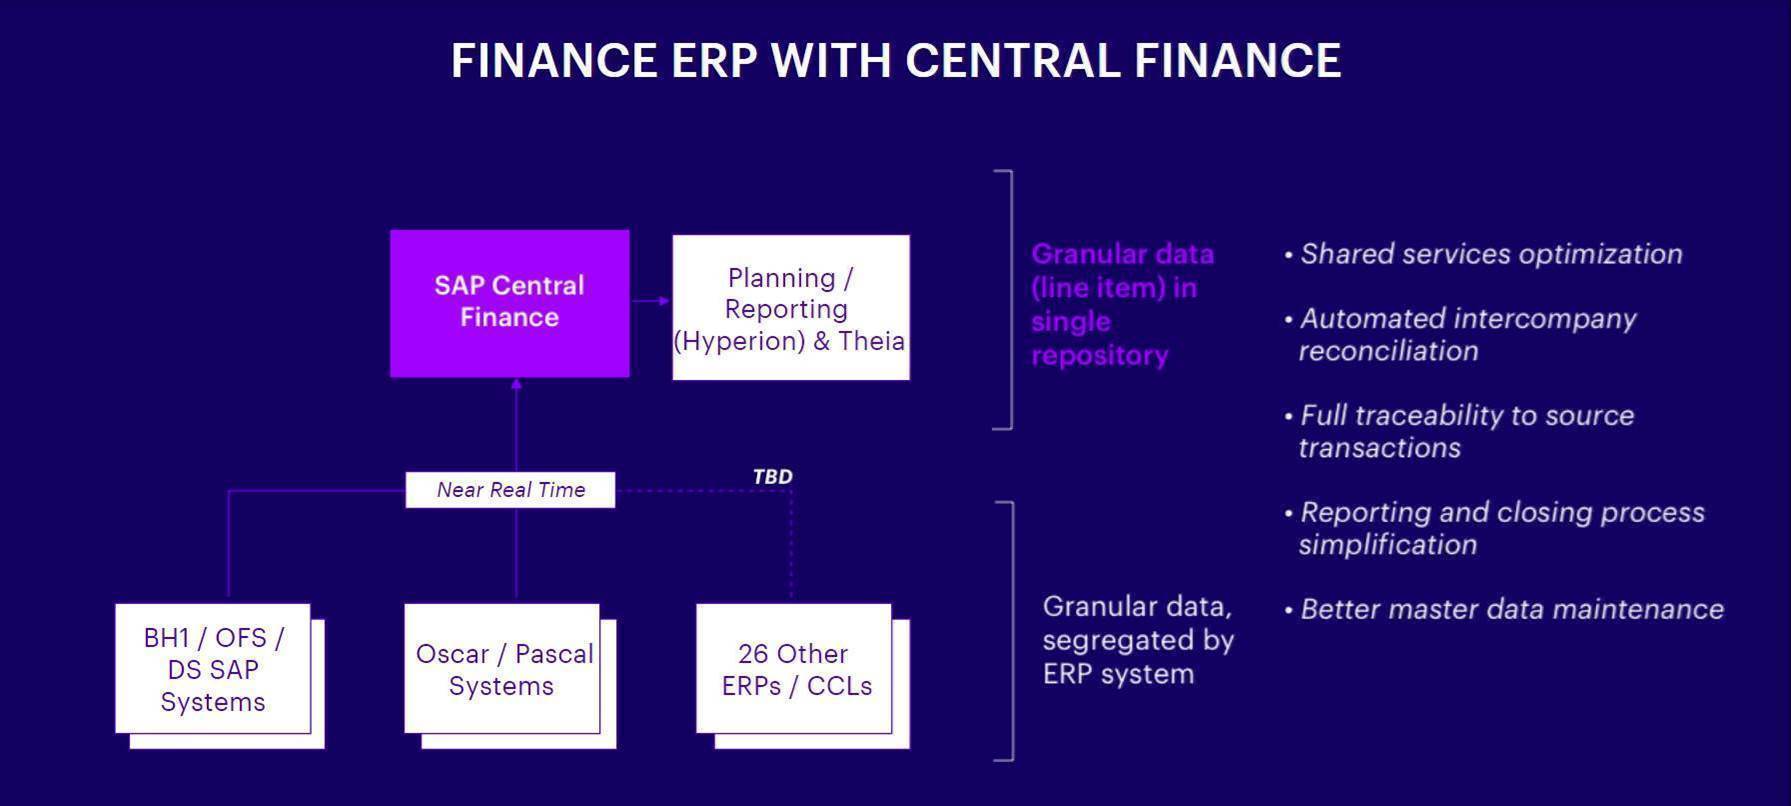 FINANCE ERP WITH CENTRAL FINANCE
SAP Central
Finance
Planning /
Reporting
(Hyperion) & Theia
Granular data
(line item) in
single
repository
• Shared services optimization
• Automated intercompany
reconciliation
• Full traceability to source
transactions
• Reporting and closing process
simplification
• Better master data maintenance
Near Real Time
TBD
BH1 / OFS /
DS SAP
Systems
Oscar / Pascal
Systems
26 Other
ERPs / CCLs
Granular data,
segregated by
ERP system